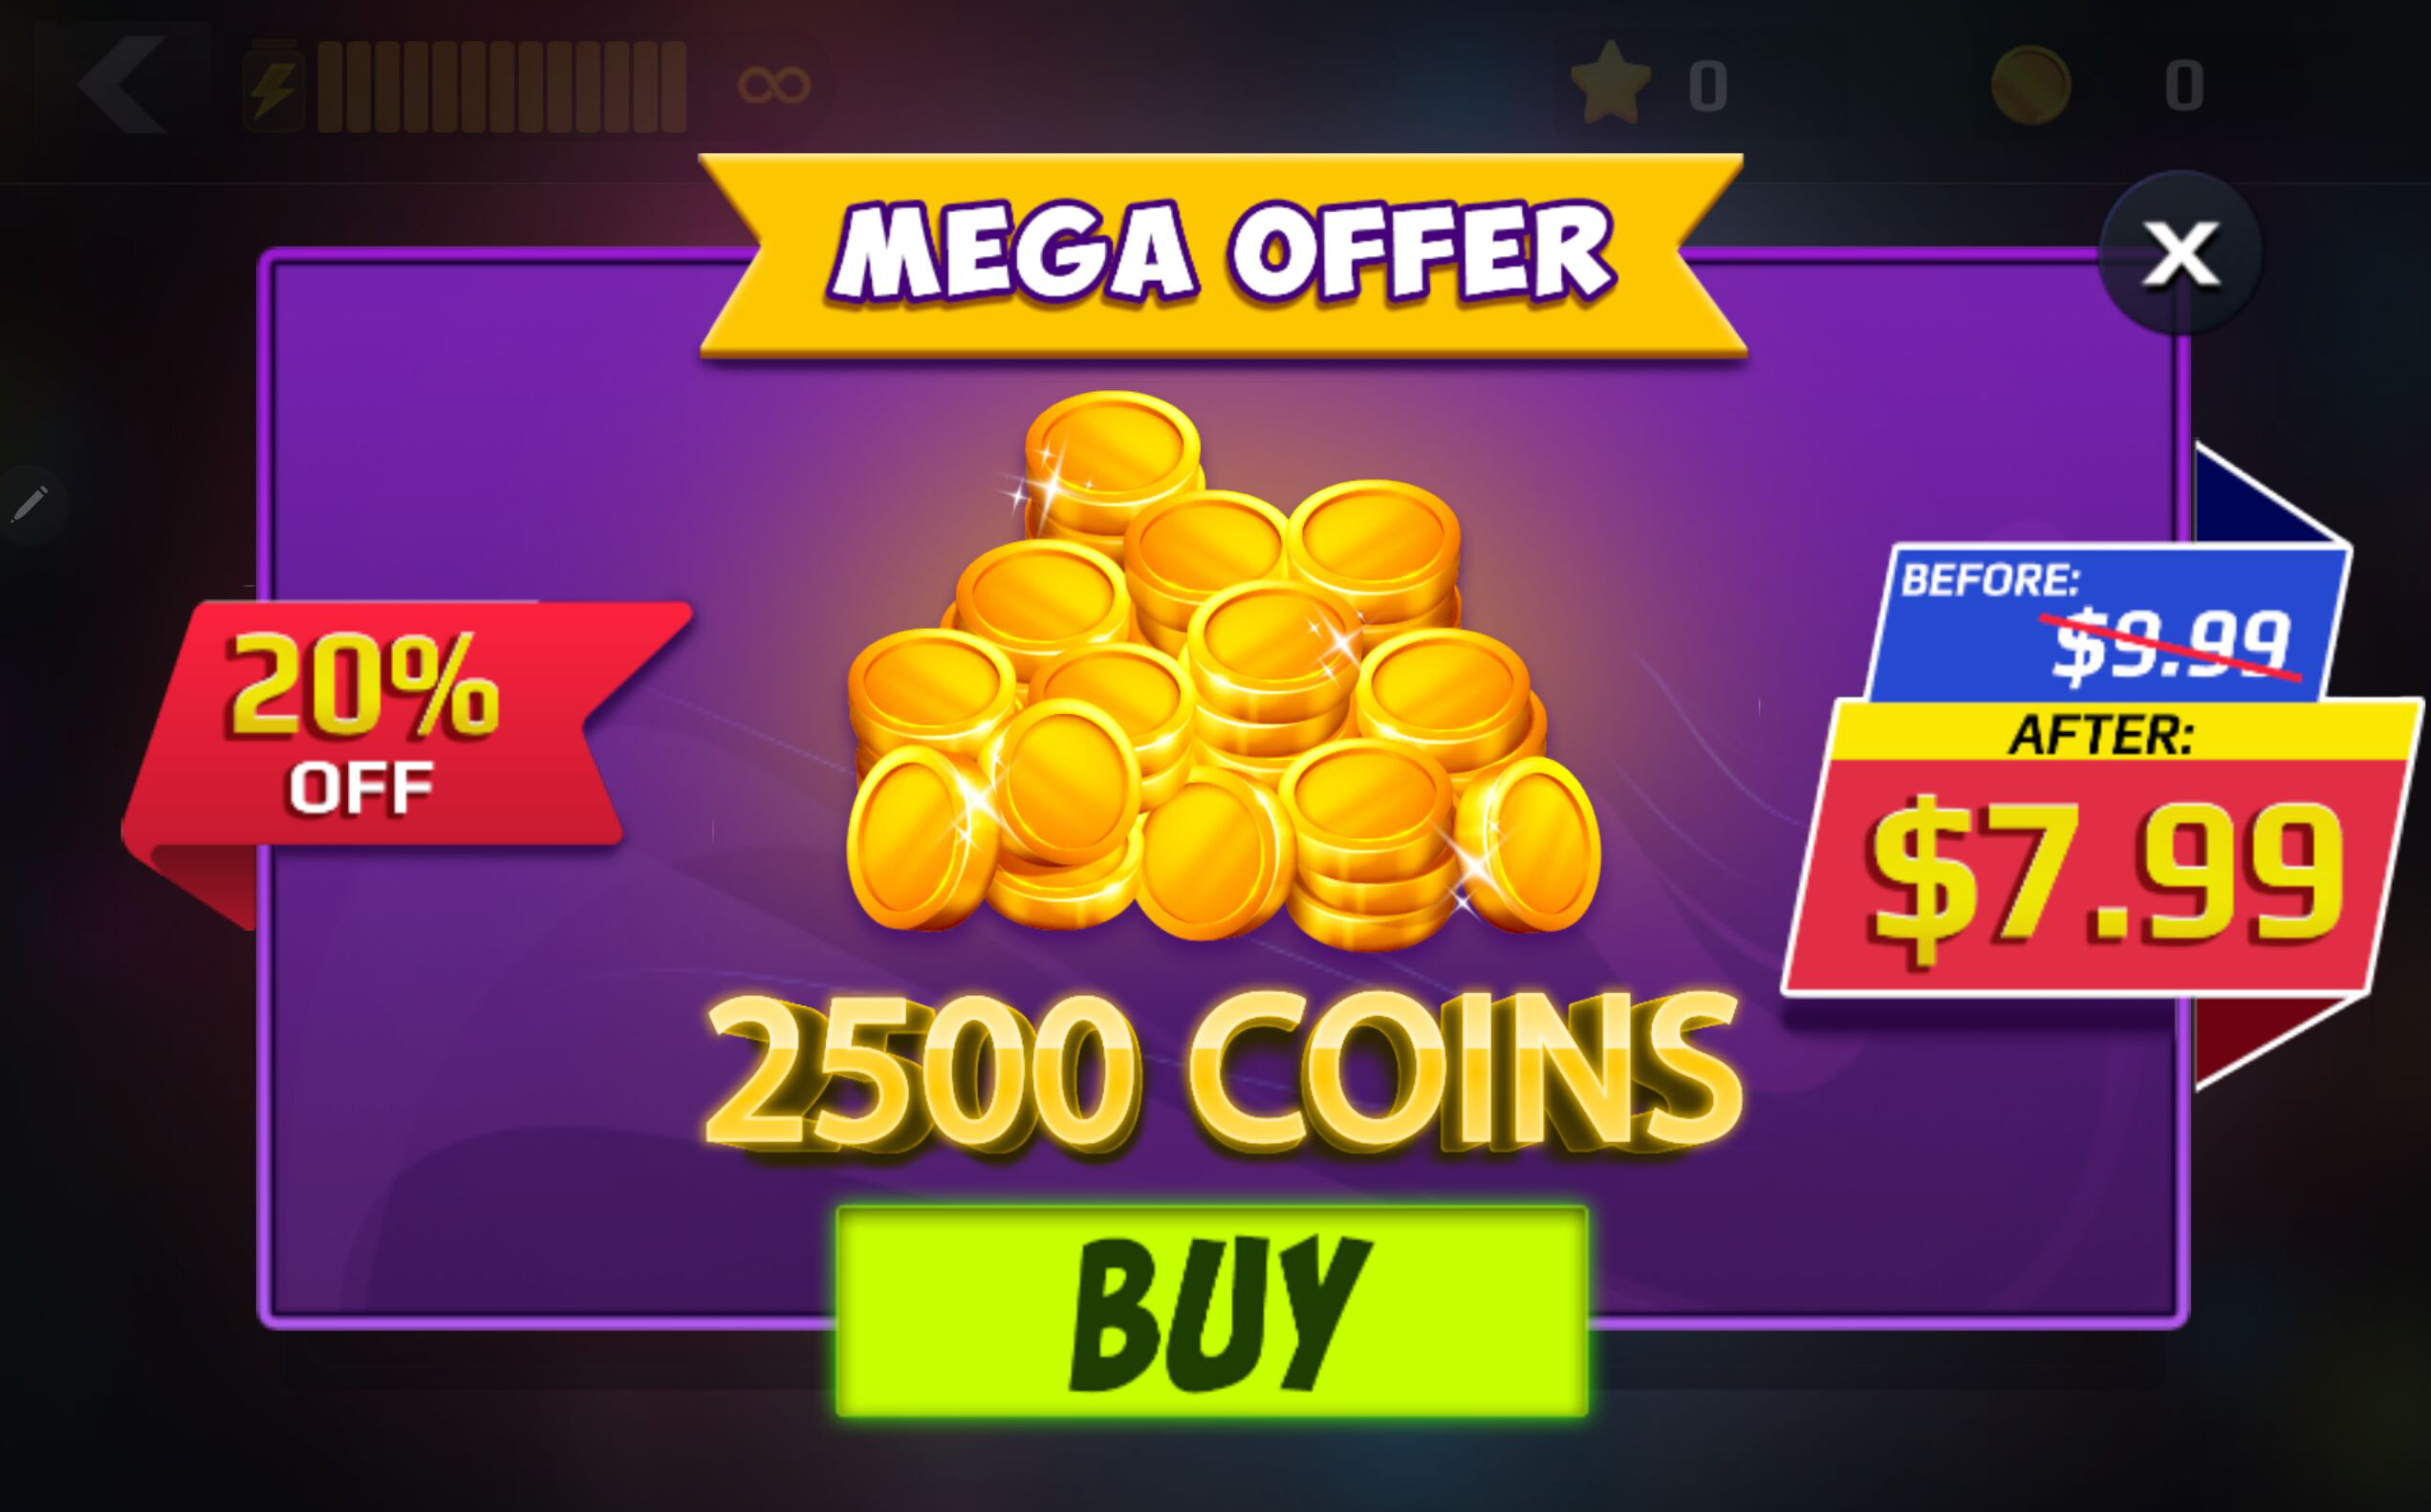 ∞
0
0
MEGA OFFER
X
20%
OFF
BEFORE:
$9.99
AFTER:
$7.99
2500 COINS
BUY